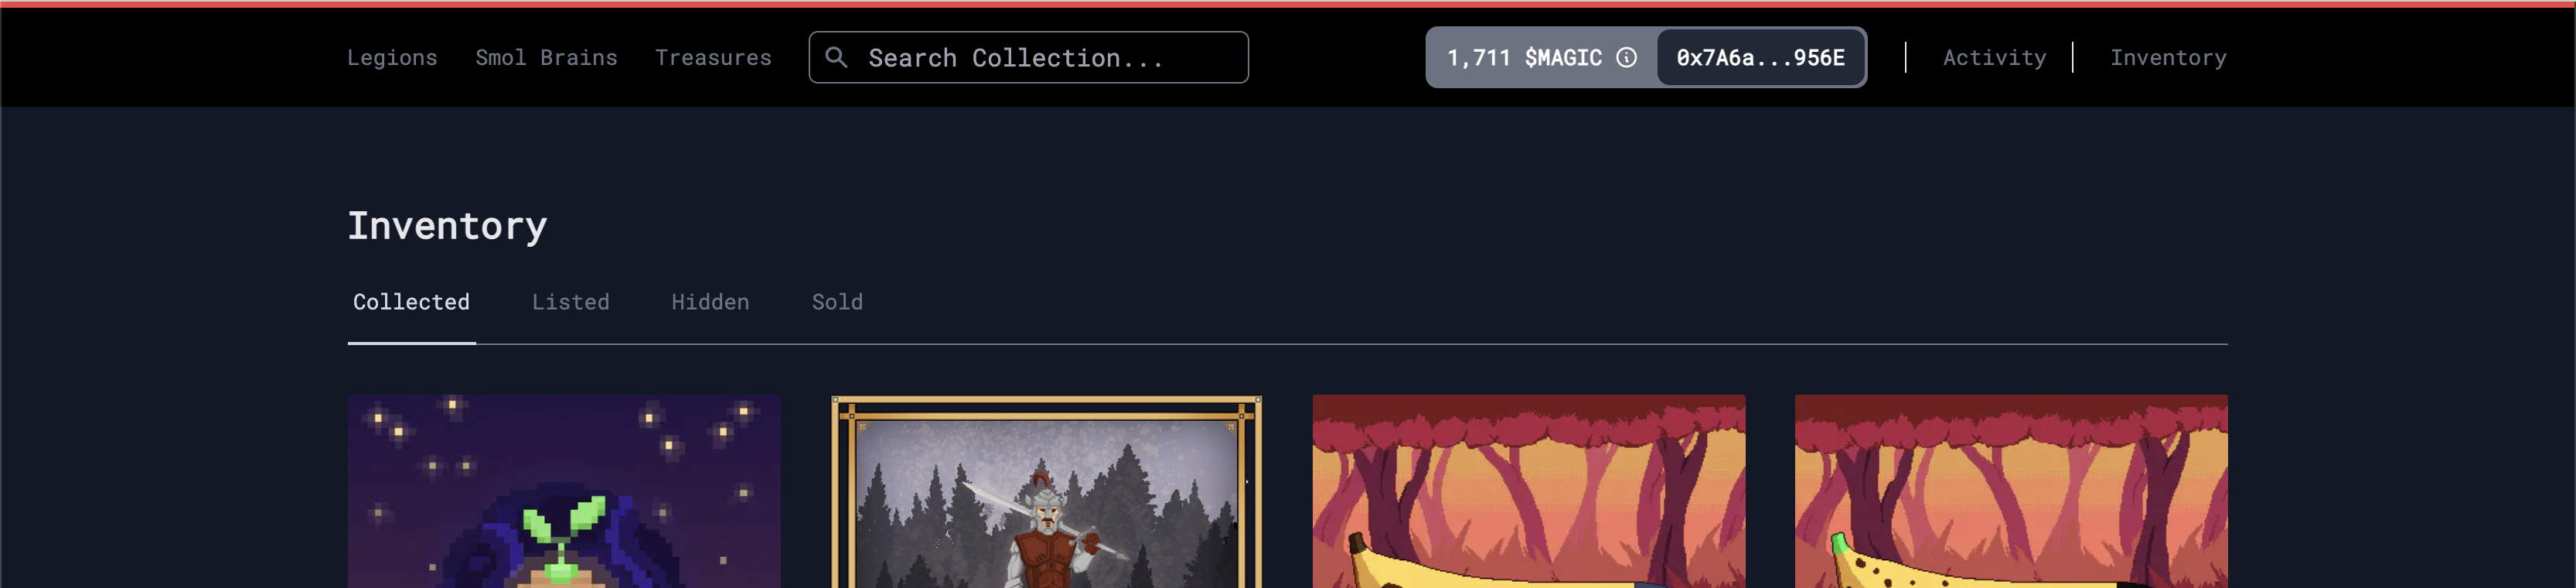 Legions Smol Brains Treasures Search Collection... 1,711 $MAGIC 0x7A6a...956E Activity Inventory
Inventory
Collected Listed Hidden Sold